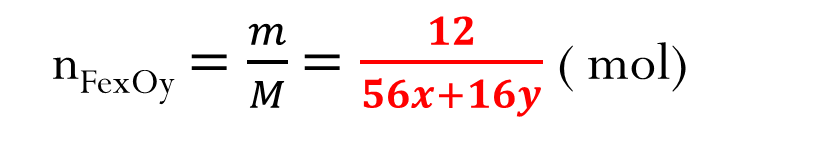 n_FexOy = m/M = 12/(56x+16y) ( mol)